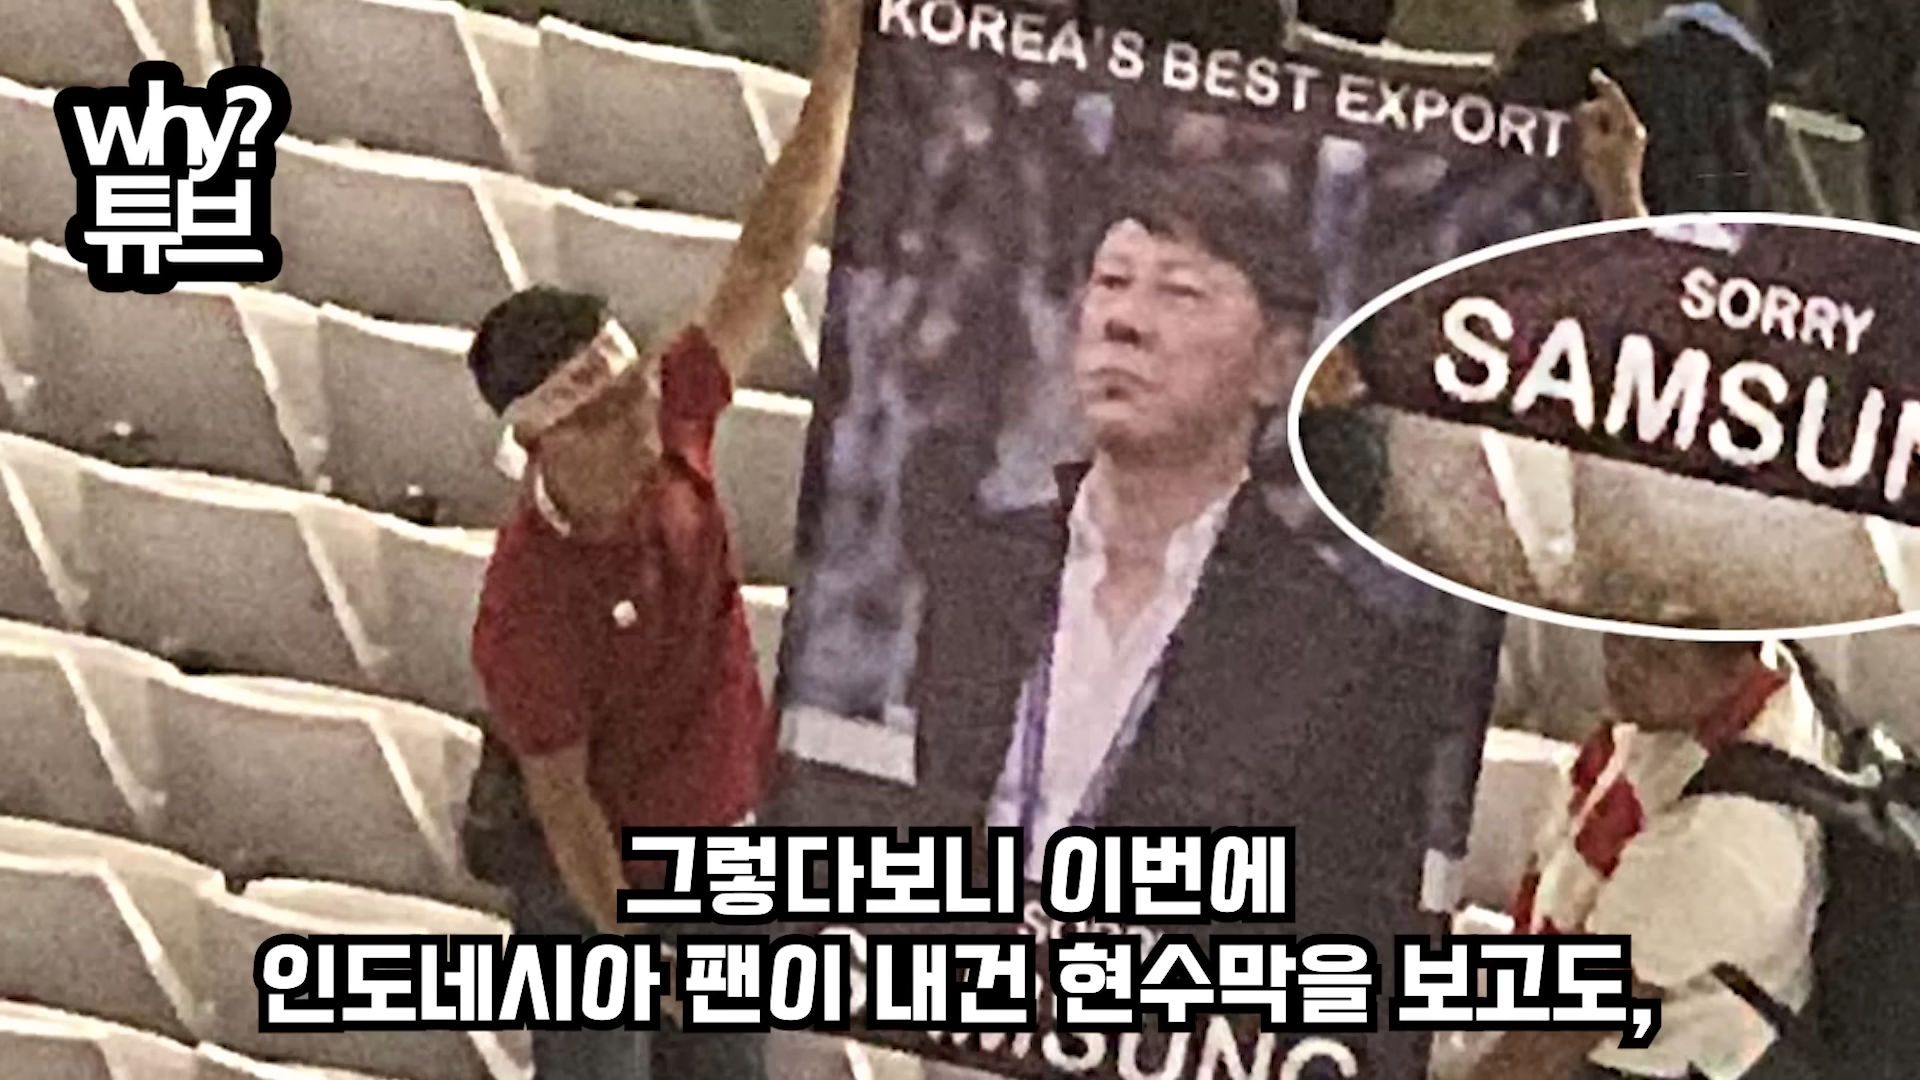 KOREA'S BEST EXPORT
why?
튜브
SORRY
SAMSUN
그렇다보니 이번에
인도네시아 팬이 내건 현수막을 보고도,